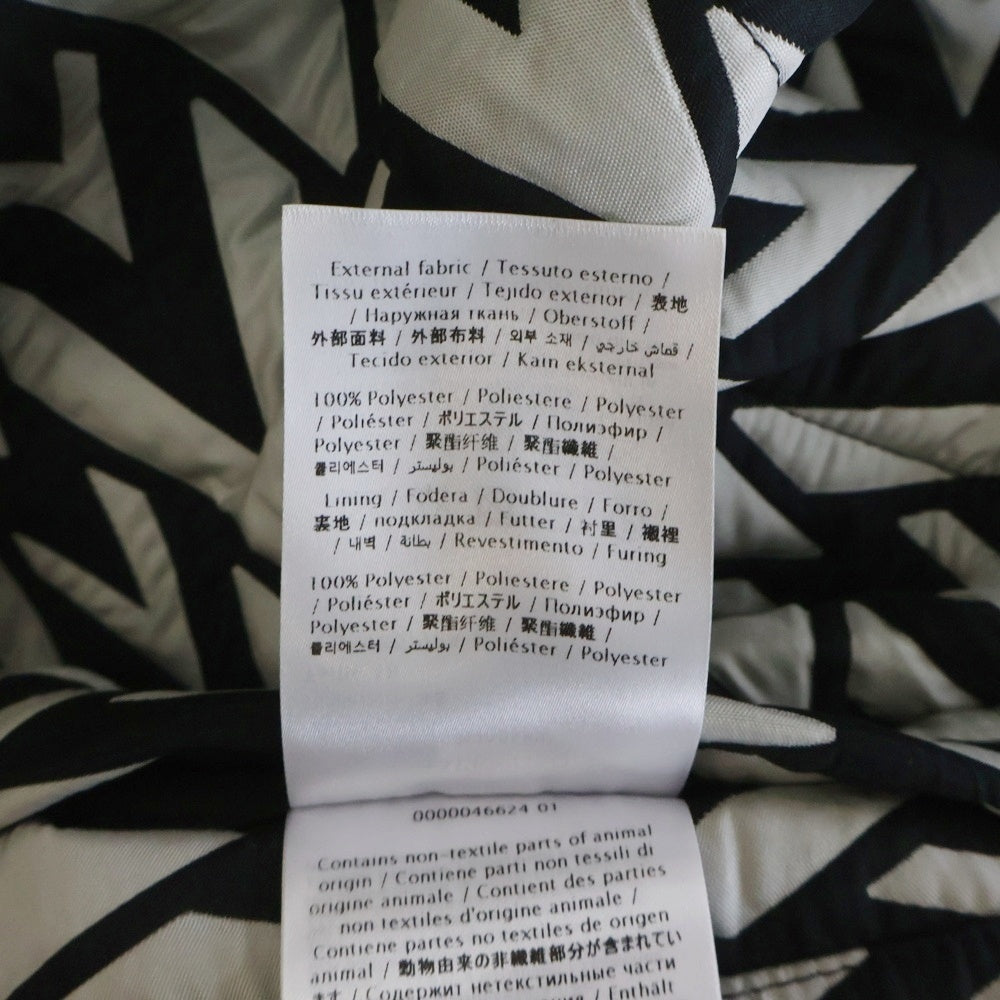 External fabric / Tessuto esterno /
Tissu extérieur / Tejido exterior / 表地
/ Наружная ткань / Oberstoff /
外部面料 / 外部布料 / 외부 소재 / قماش خارجي /
Tecido exterior / Kain eksternal
100% Polyester / Poliestere / Polyester
/ Poliéster / ポリエステル / Полиэфир /
Polyester / 聚酯纤维 / 聚酯纖維 /
폴리에스터 / بوليستر / Poliéster / Polyester
Lining / Fodera / Doublure / Forro /
裏地 / подкладка / Futter / 衬里 / 襯裡
/ 내벽 / بطانة / Revestimento / Furing
100% Polyester / Poliestere / Polyester
/ Poliéster / ポリエステル / Полиэфир /
Polyester / 聚酯纤维 / 聚酯纖維 /
폴리에스터 / بوليستر / Poliéster / Polyester
0000046624 01
Contains non-textile parts of animal
origin / Contiene parti non tessili di
origine animale / Contient des parties
non textiles d'origine animale /
Contiene partes no textiles de origen
animal / 動物由来の非繊維部分が含まれてい
ます / Содержит нетекстильные части
/ Enthält